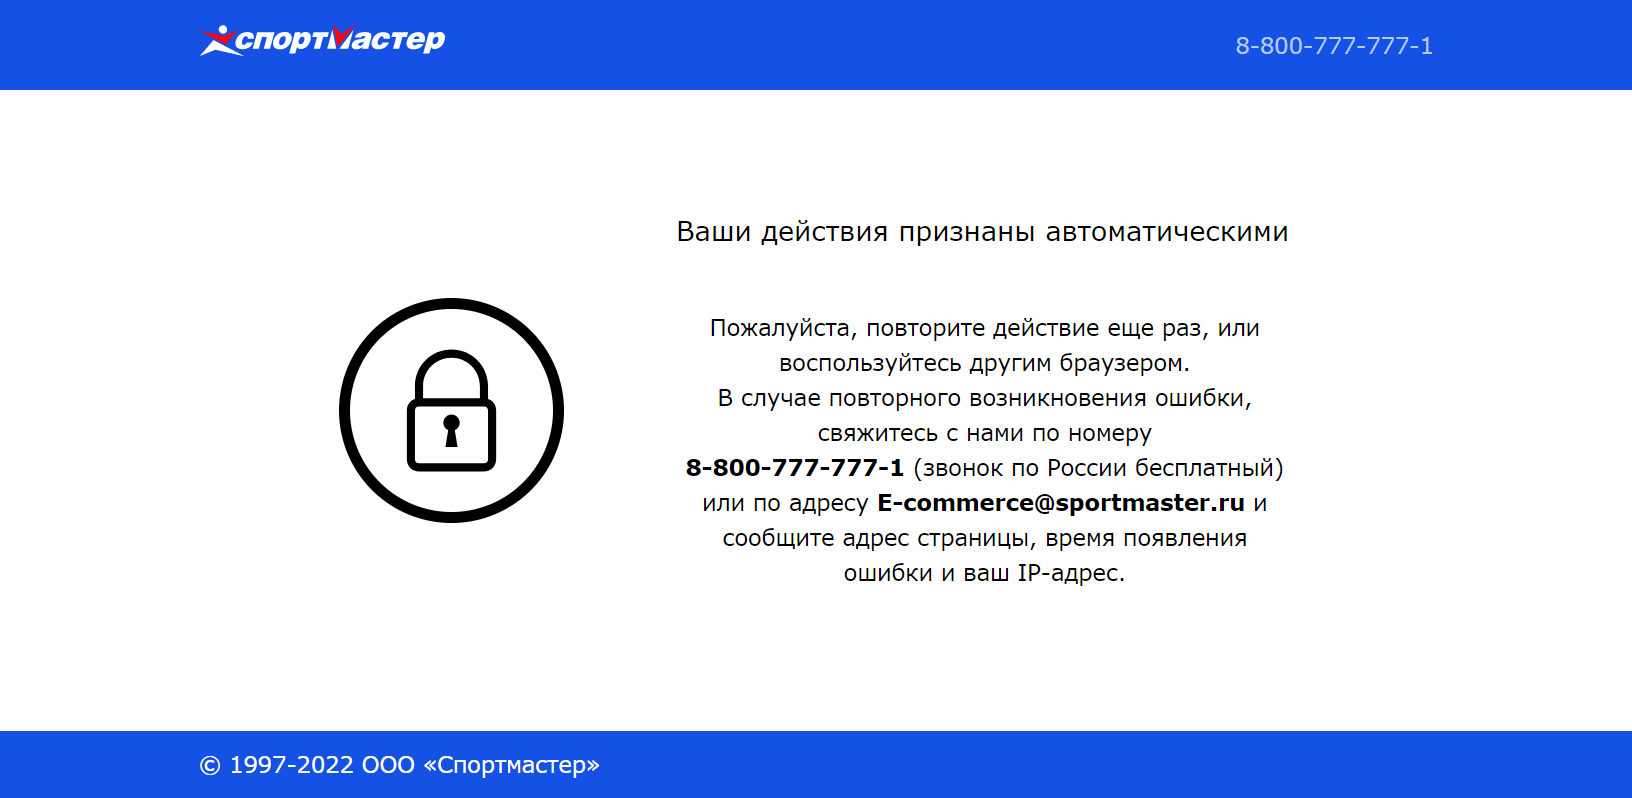 спортмастер
8-800-777-777-1
Ваши действия признаны автоматическими
Пожалуйста, повторите действие еще раз, или
воспользуйтесь другим браузером.
В случае повторного возникновения ошибки,
свяжитесь с нами по номеру
8-800-777-777-1 (звонок по России бесплатный)
или по адресу E-commerce@sportmaster.ru и
сообщите адрес страницы, время появления
ошибки и ваш IP-адрес.
© 1997-2022 ООО «Спортмастер»